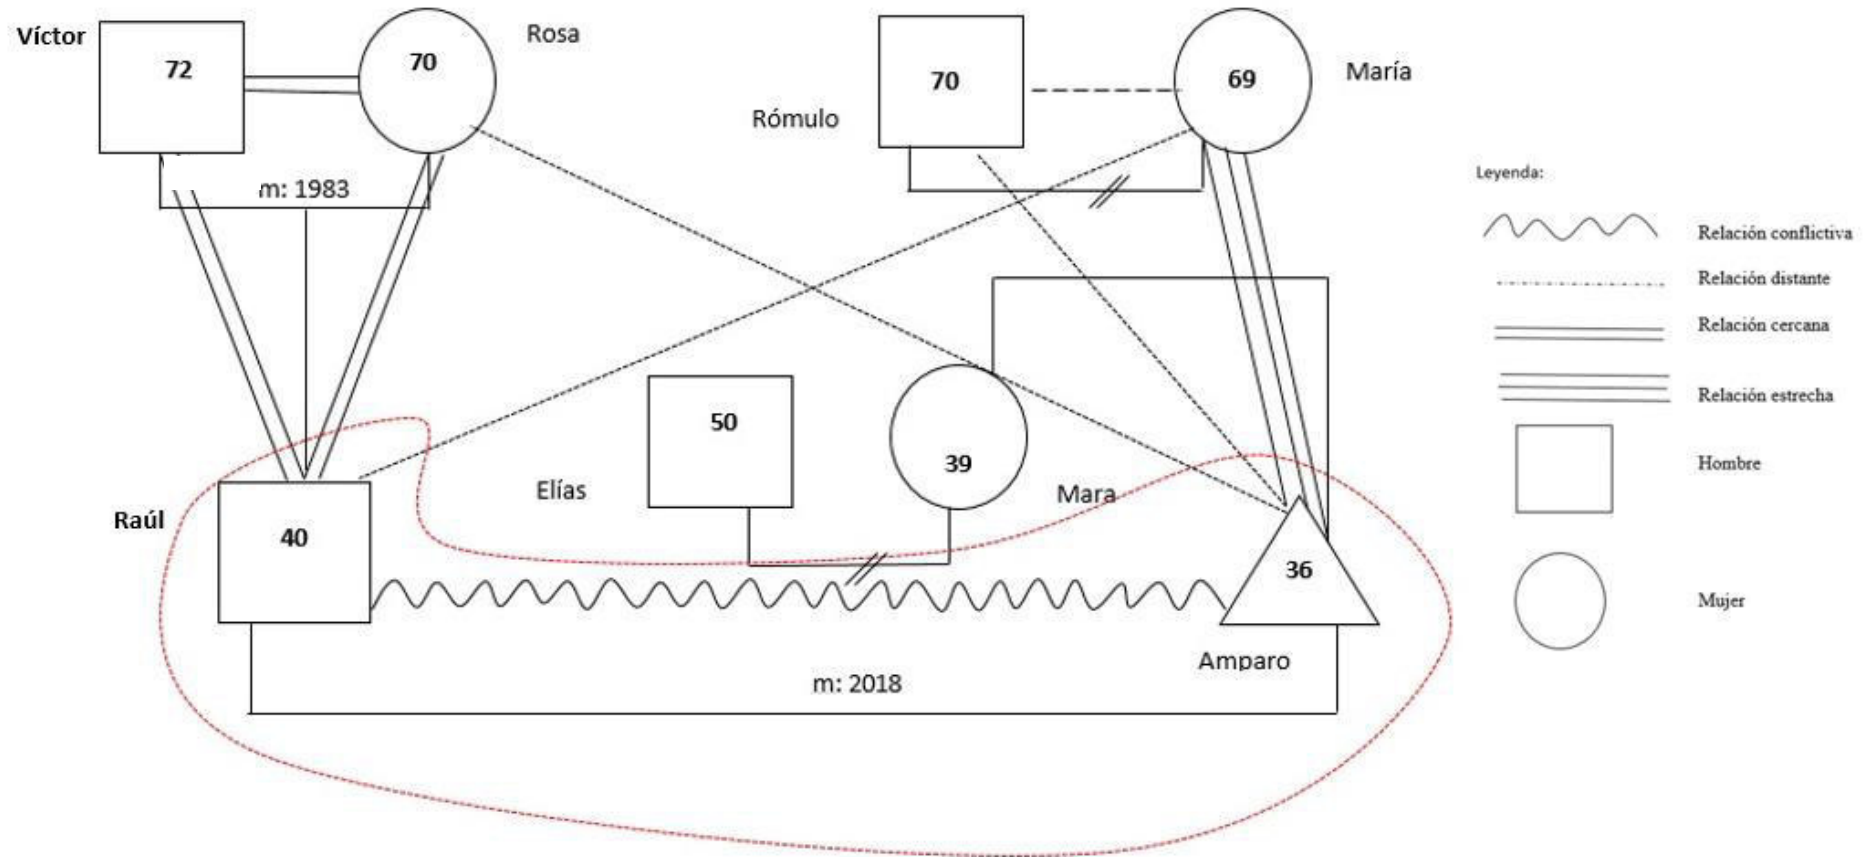 Víctor
72
70
Rosa
70
69
María
Rómulo
m: 1983
Leyenda:
Relación conflictiva
Relación distante
Relación cercana
Relación estrecha
Hombre
Mujer
50
39
Elías
Mara
Raúl
40
36
Amparo
m: 2018